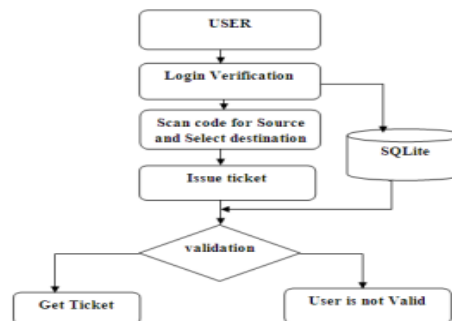 USER
Login Verification
Scan code for Source
and Select destination
SQLite
Issue ticket
validation
Get Ticket
User is not Valid